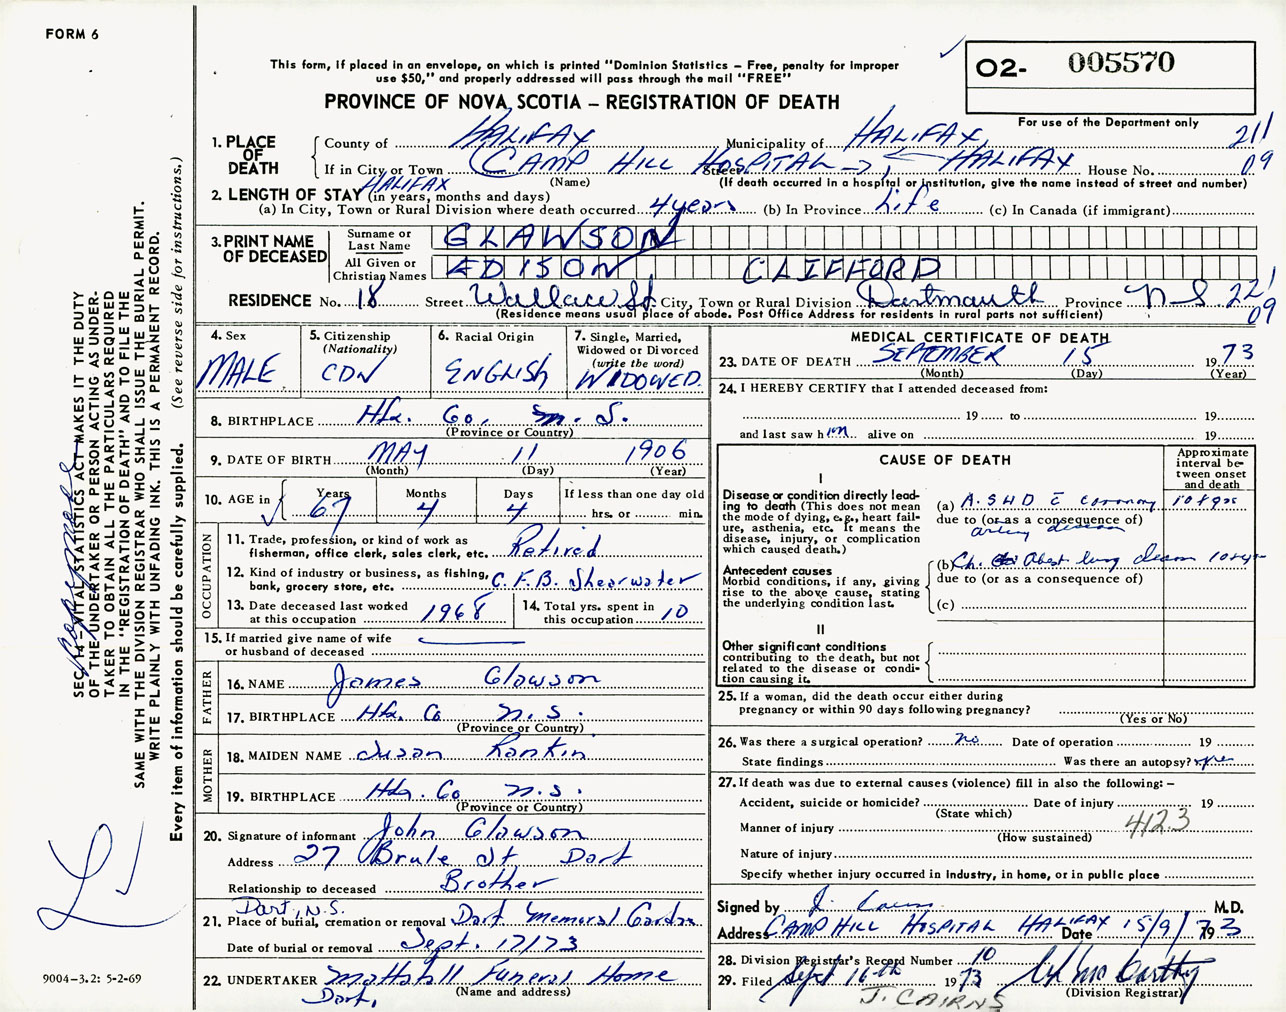 FORM 6
This form, if placed in an envelope, on which is printed "Dominion Statistics – Free, penalty for improper
use $50," and properly addressed will pass through the mail "FREE"
O2- 005570
For use of the Department only
PROVINCE OF NOVA SCOTIA – REGISTRATION OF DEATH
1. PLACE OF DEATH
County of HALIFAX Municipality of HALIFAX 211
If in City or Town CAMP HILL HOSPITAL → Street HALIFAX House No. 09
HALIFAX (Name) (If death occurred in a hospital or institution, give the name instead of street and number)
2. LENGTH OF STAY (in years, months and days)
(a) In City, Town or Rural Division where death occurred 4 years (b) In Province Life (c) In Canada (if immigrant)
3. PRINT NAME OF DECEASED
Surname or Last Name GLAWSON
All Given or Christian Names EDISON CLIFFORD
RESIDENCE No. 18 Street Wallace St. City, Town or Rural Division Dartmouth Province NS 221
(Residence means usual place of abode. Post Office Address for residents in rural parts not sufficient) 09
4. Sex MALE
5. Citizenship (Nationality) CDN
6. Racial Origin ENGLISH
7. Single, Married, Widowed or Divorced (write the word) WIDOWED
8. BIRTHPLACE Hfx. Co. N. S.
(Province or Country)
9. DATE OF BIRTH MAY 11 1906
(Month) (Day) (Year)
10. AGE in Years 67 Months 4 Days 4 If less than one day old hrs. or min.
OCCUPATION
11. Trade, profession, or kind of work as
fisherman, office clerk, sales clerk, etc. Retired
12. Kind of industry or business, as fishing,
bank, grocery store, etc. C.F.B. Shearwater
13. Date deceased last worked
at this occupation 1968
14. Total yrs. spent in
this occupation 10
15. If married give name of wife
or husband of deceased
FATHER
16. NAME James Glawson
17. BIRTHPLACE Hfx. Co N.S.
(Province or Country)
MOTHER
18. MAIDEN NAME Susan Rankin
19. BIRTHPLACE Hfx. Co N.S.
(Province or Country)
20. Signature of informant John Glawson
Address 27 Brule St Dart
Relationship to deceased Brother
Dart, N.S.
21. Place of burial, cremation or removal Dart Memorial Garden
Date of burial or removal Sept. 17/73
22. UNDERTAKER Mattatall Funeral Home
Dart. (Name and address)
MEDICAL CERTIFICATE OF DEATH
23. DATE OF DEATH SEPTEMBER 15 1973
(Month) (Day) (Year)
24. I HEREBY CERTIFY that I attended deceased from:
19 to 19
and last saw him alive on 19
CAUSE OF DEATH
Approximate interval between onset and death
I
Disease or condition directly leading to death (This does not mean the mode of dying, e.g., heart failure, asthenia, etc. It means the disease, injury, or complication which caused death.)
(a) A.S.H.D c̄ coronary 10 yrs
due to (or as a consequence of)
artery disease
Antecedent causes
Morbid conditions, if any, giving rise to the above cause, stating the underlying condition last.
(b) Ch. Obst lung disease 10 yrs
due to (or as a consequence of)
(c)
II
Other significant conditions
contributing to the death, but not related to the disease or condition causing it.
25. If a woman, did the death occur either during
pregnancy or within 90 days following pregnancy?
(Yes or No)
26. Was there a surgical operation? no Date of operation 19
State findings Was there an autopsy? yes
27. If death was due to external causes (violence) fill in also the following: –
Accident, suicide or homicide? Date of injury 19
(State which)
Manner of injury 4123
(How sustained)
Nature of injury
Specify whether injury occurred in industry, in home, or in public place
Signed by J. Cairns M.D.
Address CAMP HILL HOSPITAL HALIFAX Date 15/9/1973
28. Division Registrar's Record Number 10
29. Filed Sept 16th 1973 McCarthy
(Division Registrar)
J. CAIRNS
SEC. 14 – VITAL STATISTICS ACT MAKES IT THE DUTY
OF THE UNDERTAKER OR PERSON ACTING AS UNDER-
TAKER TO OBTAIN ALL THE PARTICULARS REQUIRED
IN THE "REGISTRATION OF DEATH" AND TO FILE THE
SAME WITH THE DIVISION REGISTRAR WHO SHALL ISSUE THE BURIAL PERMIT.
WRITE PLAINLY WITH UNFADING INK. THIS IS A PERMANENT RECORD.
Every item of information should be carefully supplied. (See reverse side for instructions.)
9004–3.2: 5-2-69